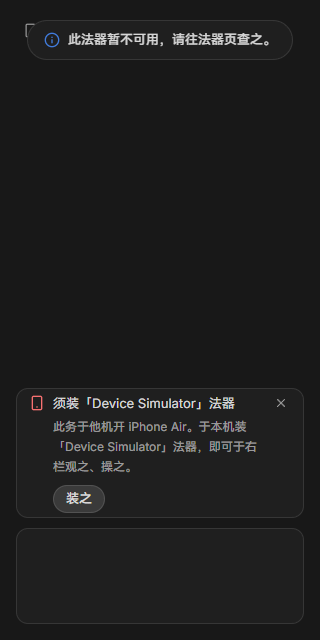 此法器暂不可用，请往法器页查之。
须装「Device Simulator」法器
此务于他机开 iPhone Air。于本机装
「Device Simulator」法器，即可于右
栏观之、操之。
装之